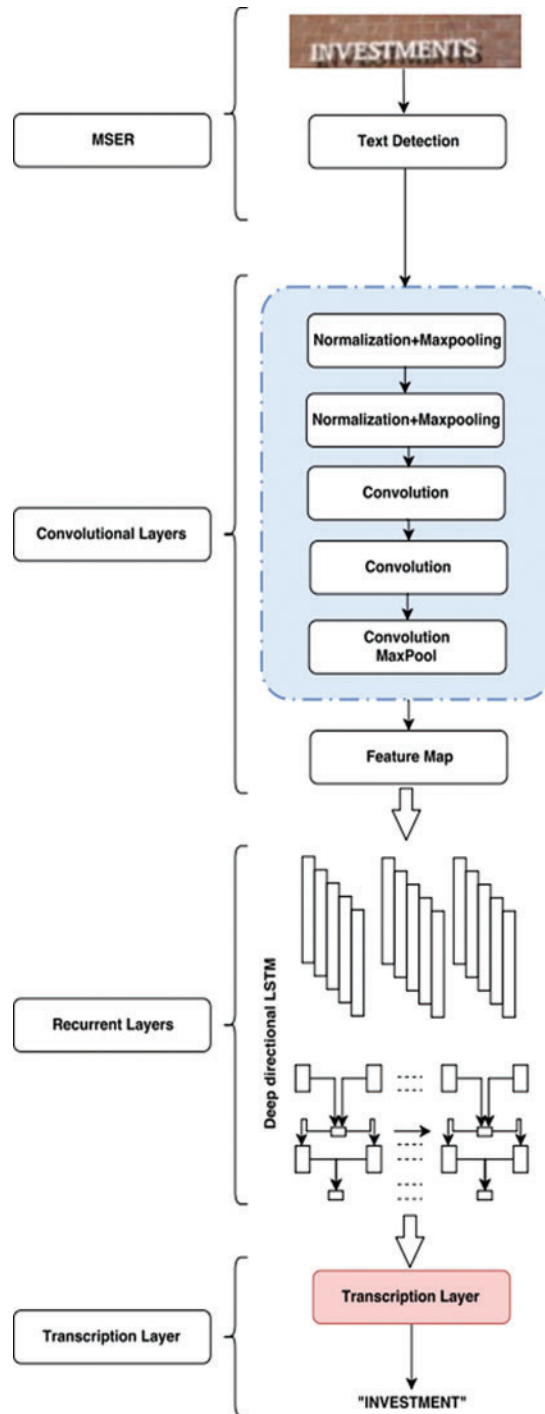 INVESTMENTS
MSER
Text Detection
Normalization+Maxpooling
Normalization+Maxpooling
Convolution
Convolutional Layers
Convolution
Convolution
MaxPool
Feature Map
Deep directional LSTM
Recurrent Layers
Transcription Layer
Transcription Layer
"INVESTMENT"